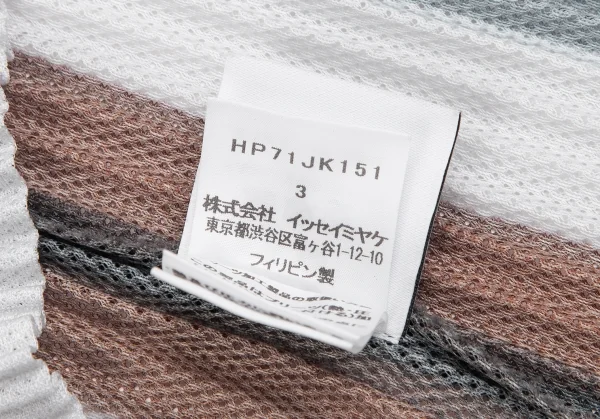 HP71JK151
3
株式会社 イッセイミヤケ
東京都渋谷区富ヶ谷1-12-10
フィリピン製